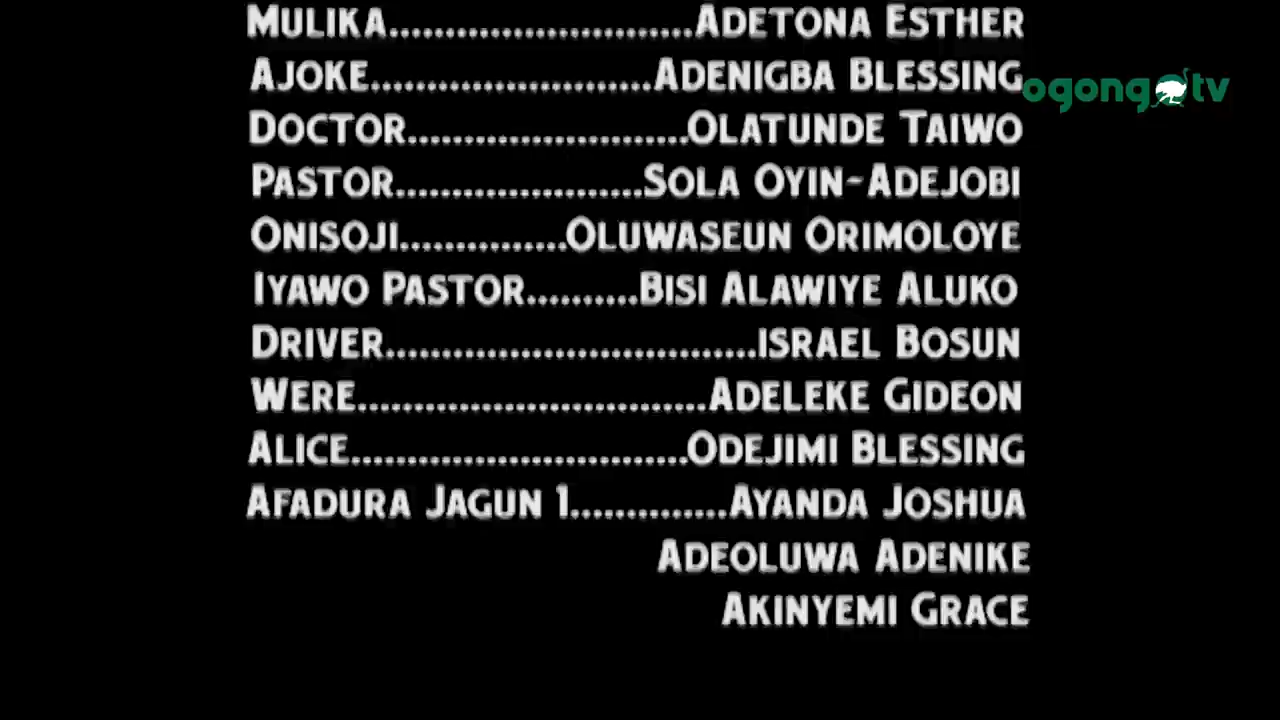 MULIKA...........................ADETONA ESTHER
AJOKE.........................ADENIGBA BLESSING
ogongo tv
DOCTOR.........................OLATUNDE TAIWO
PASTOR......................SOLA OYIN-ADEJOBI
ONISOJI...............OLUWASEUN ORIMOLOYE
IYAWO PASTOR..........BISI ALAWIYE ALUKO
DRIVER.................................ISRAEL BOSUN
WERE...............................ADELEKE GIDEON
ALICE..............................ODEJIMI BLESSING
AFADURA JAGUN 1..............AYANDA JOSHUA
ADEOLUWA ADENIKE
AKINYEMI GRACE